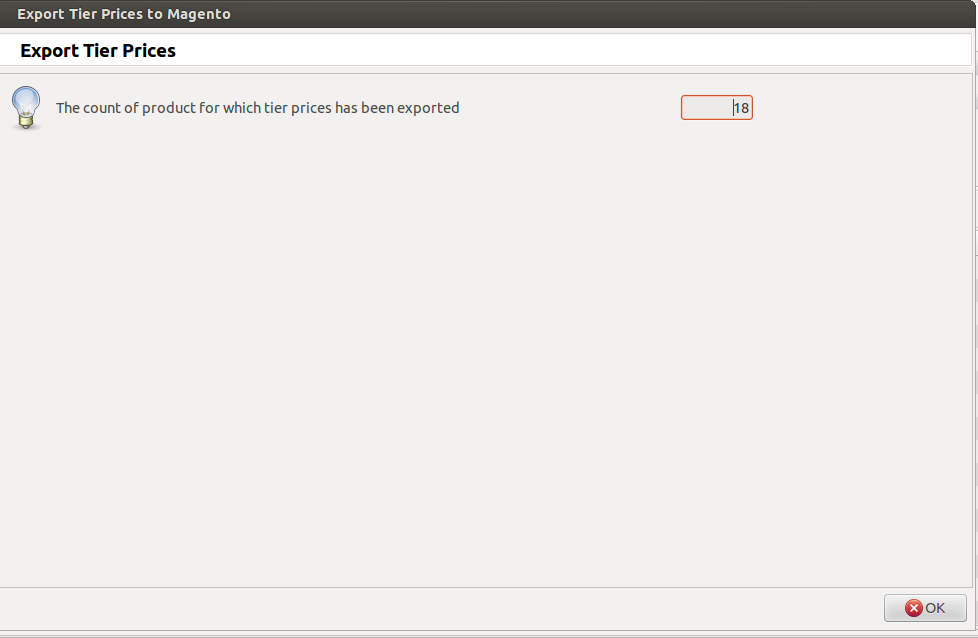 Export Tier Prices to Magento
Export Tier Prices
The count of product for which tier prices has been exported
18
OK